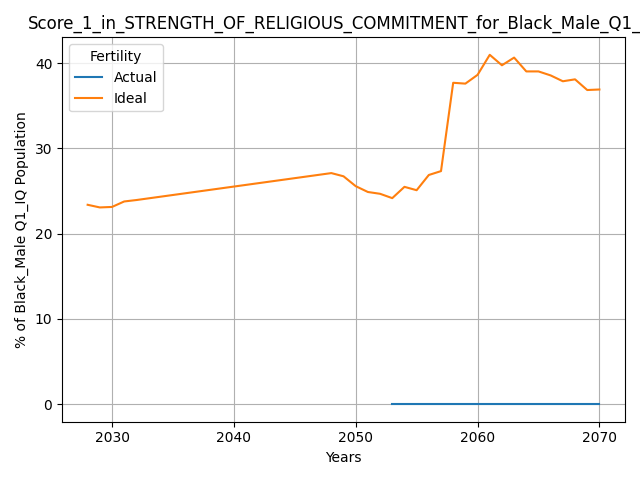 Score_1_in_STRENGTH_OF_RELIGIOUS_COMMITMENT_for_Black_Male_Q1_
Fertility
Actual
Ideal
% of Black_Male Q1_IQ Population
40
30
20
10
0
2030 2040 2050 2060 2070
Years